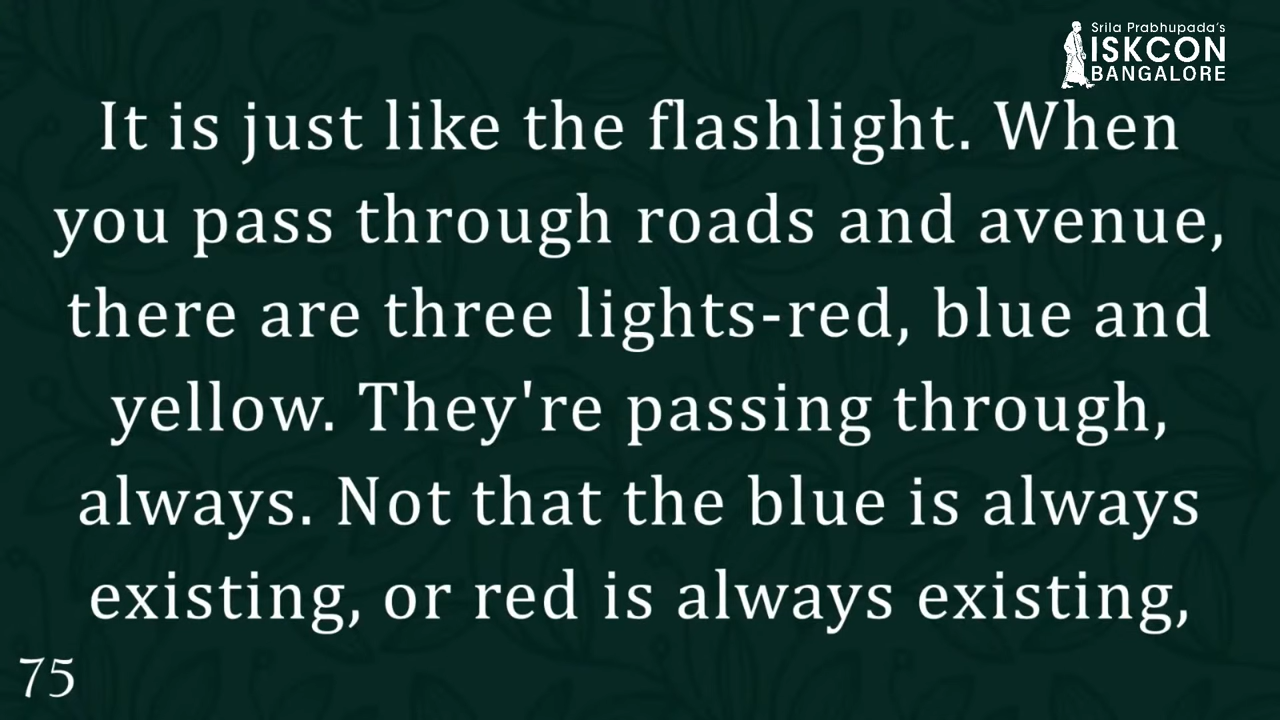 Srila Prabhupada's
ISKCON
BANGALORE
It is just like the flashlight. When
you pass through roads and avenue,
there are three lights-red, blue and
yellow. They're passing through,
always. Not that the blue is always
existing, or red is always existing,
75